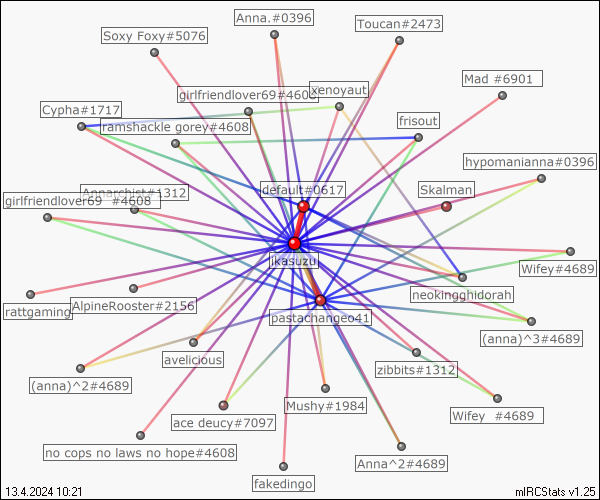 Anna.#0396
Toucan#2473
Soxy Foxy#5076
Mad #6901
girlfriendlover69#4608
xenoyaut
Cypha#1717
ramshackle gorey#4608
frisout
hypomanianna#0396
default#0617
Skalman
Annarchist#1312
girlfriendlover69 #4608
ikasuzu
Wifey#4689
rattgaming
AlpineRooster#2156
neokingghidorah
pastachangeo41
(anna)^3#4689
avelicious
zibbits#1312
(anna)^2#4689
Mushy#1984
Wifey #4689
ace deucy#7097
no cops no laws no hope#4608
Anna^2#4689
fakedingo
13.4.2024 10:21
mIRCStats v1.25